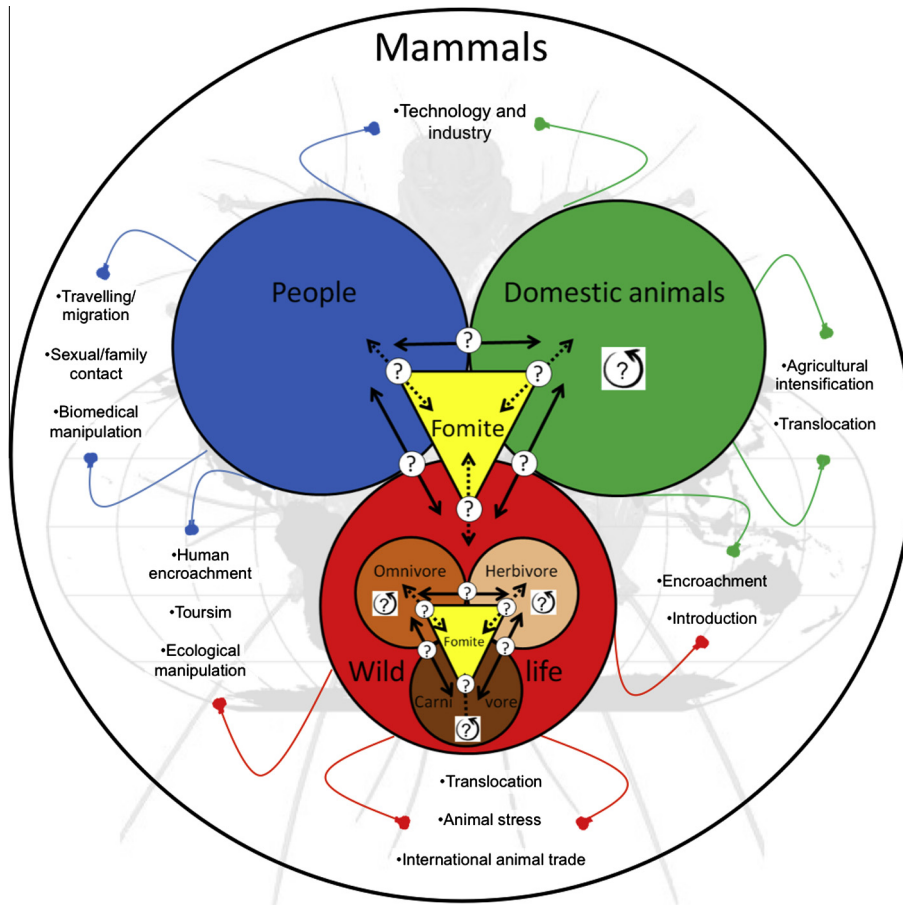 Mammals
•Technology and
industry
People
Domestic animals
•Travelling/
migration
•Sexual/family
contact
•Biomedical
manipulation
?
?
?
?
•Agricultural
intensification
•Translocation
Fomite
?
?
?
•Human
encroachment
•Toursim
•Ecological
manipulation
•Encroachment
•Introduction
Omnivore
Herbivore
?
?
?
?
?
Fomite
?
?
Wild
life
?
Carni
vore
?
•Translocation
•Animal stress
•International animal trade